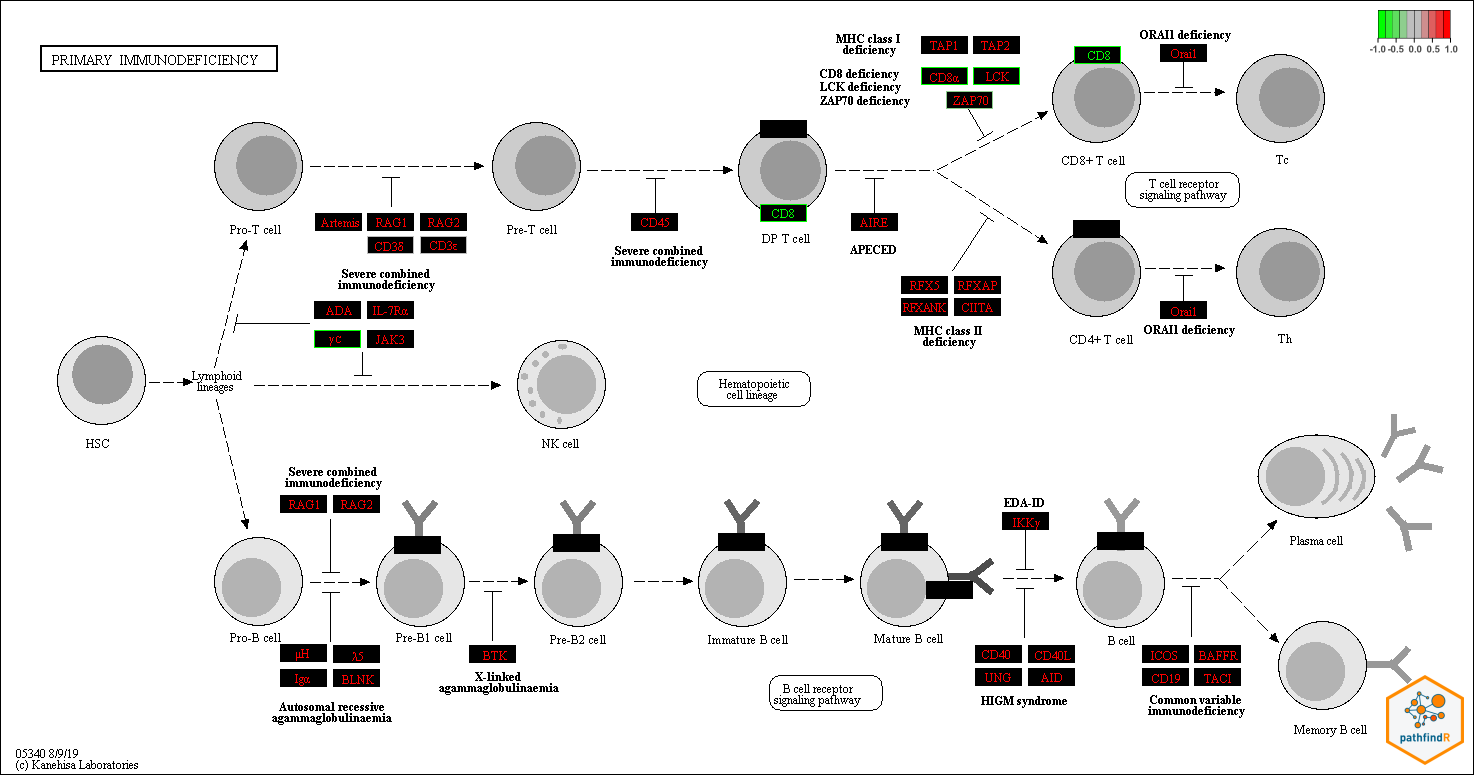 PRIMARY IMMUNODEFICIENCY
-1.0 -0.5 0.0 0.5 1.0
MHC class I
deficiency
TAP1 TAP2
CD8 deficiency
LCK deficiency
ZAP70 deficiency
CD8α LCK
ZAP70
CD8
ORAI1 deficiency
Orai1
CD8+ T cell
Tc
T cell receptor
signaling pathway
Pro-T cell
Artemis RAG1 RAG2
CD3δ CD3ε
Severe combined
immunodeficiency
Pre-T cell
CD45
Severe combined
immunodeficiency
CD8
DP T cell
AIRE
APECED
RFX5 RFXAP
RFXANK CIITA
MHC class II
deficiency
CD4+ T cell
Orai1
ORAI1 deficiency
Th
ADA IL-7Rα
γc JAK3
HSC
Lymphoid
lineages
NK cell
Hematopoietic
cell lineage
Severe combined
immunodeficiency
RAG1 RAG2
Pro-B cell
μH λ5
Igα BLNK
Autosomal recessive
agammaglobulinaemia
Pre-B1 cell
BTK
X-linked
agammaglobulinaemia
Pre-B2 cell
Immature B cell
Mature B cell
B cell receptor
signaling pathway
EDA-ID
IKKγ
CD40 CD40L
UNG AID
HIGM syndrome
B cell
ICOS BAFFR
CD19 TACI
Common variable
immunodeficiency
Plasma cell
Memory B cell
pathfindR
05340 8/9/19
(c) Kanehisa Laboratories